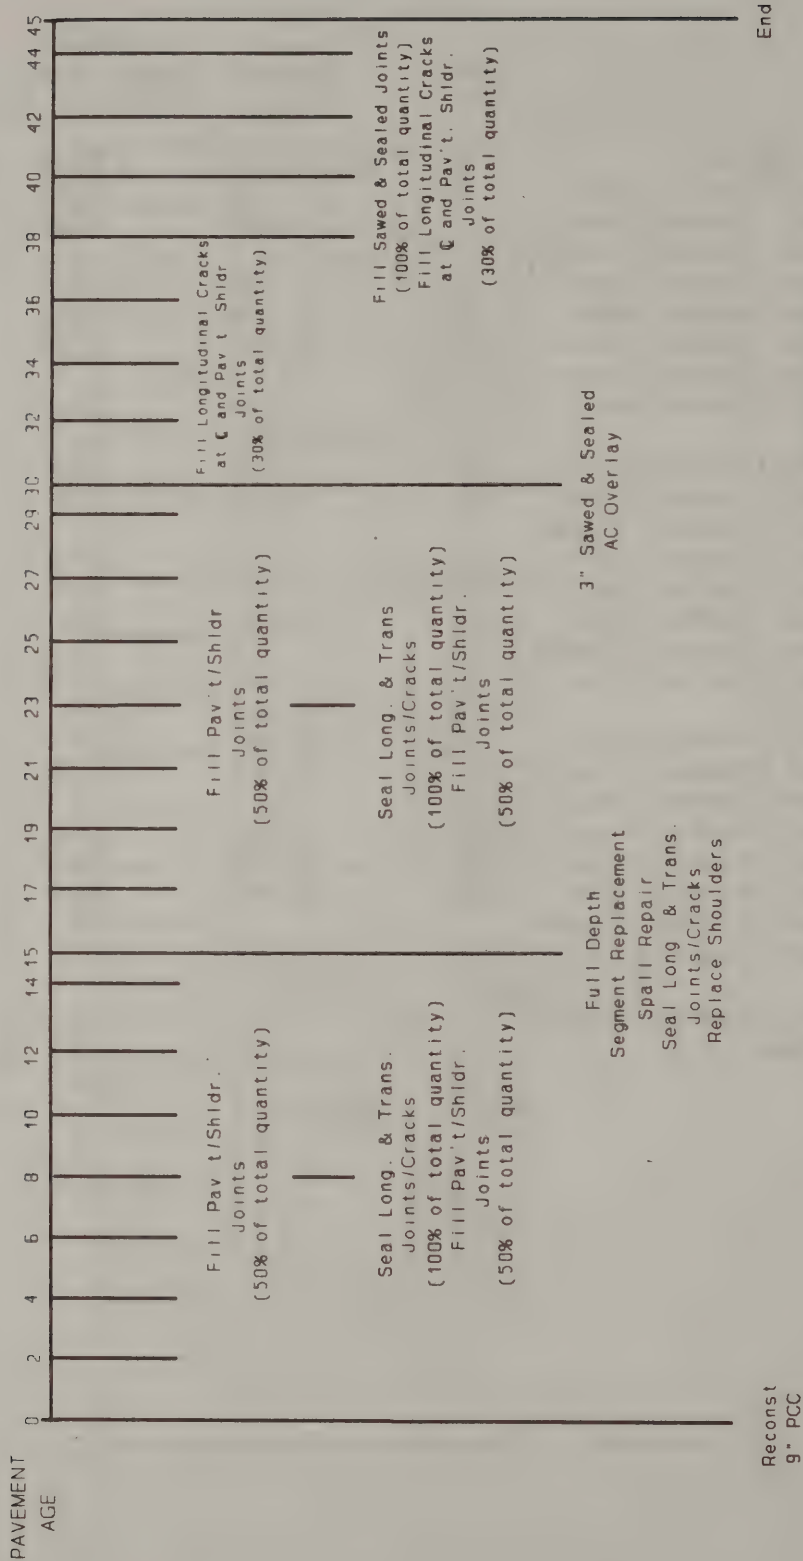 PAVEMENT
AGE
0
2
4
6
8
10
12
14
15
17
19
21
23
25
27
29
30
32
34
36
38
40
42
44
45
Fill Pav't/Shldr.
Joints
(50% of total quantity)
Seal Long. & Trans.
Joints/Cracks
(100% of total quantity)
Fill Pav't/Shldr.
Joints
(50% of total quantity)
Fill Pav't/Shldr
Joints
(50% of total quantity)
Seal Long. & Trans
Joints/Cracks
(100% of total quantity)
Fill Pav't/Shldr.
Joints
(50% of total quantity)
Fill Longitudinal Cracks
at ℄ and Pav't Shldr
Joints
(30% of total quantity)
Fill Sawed & Sealed Joints
(100% of total quantity)
Fill Longitudinal Cracks
at ℄ and Pav't. Shldr.
Joints
(30% of total quantity)
Full Depth
Segment Replacement
Spall Repair
Seal Long & Trans.
Joints/Cracks
Replace Shoulders
3" Sawed & Sealed
AC Overlay
Reconst
9" PCC
End